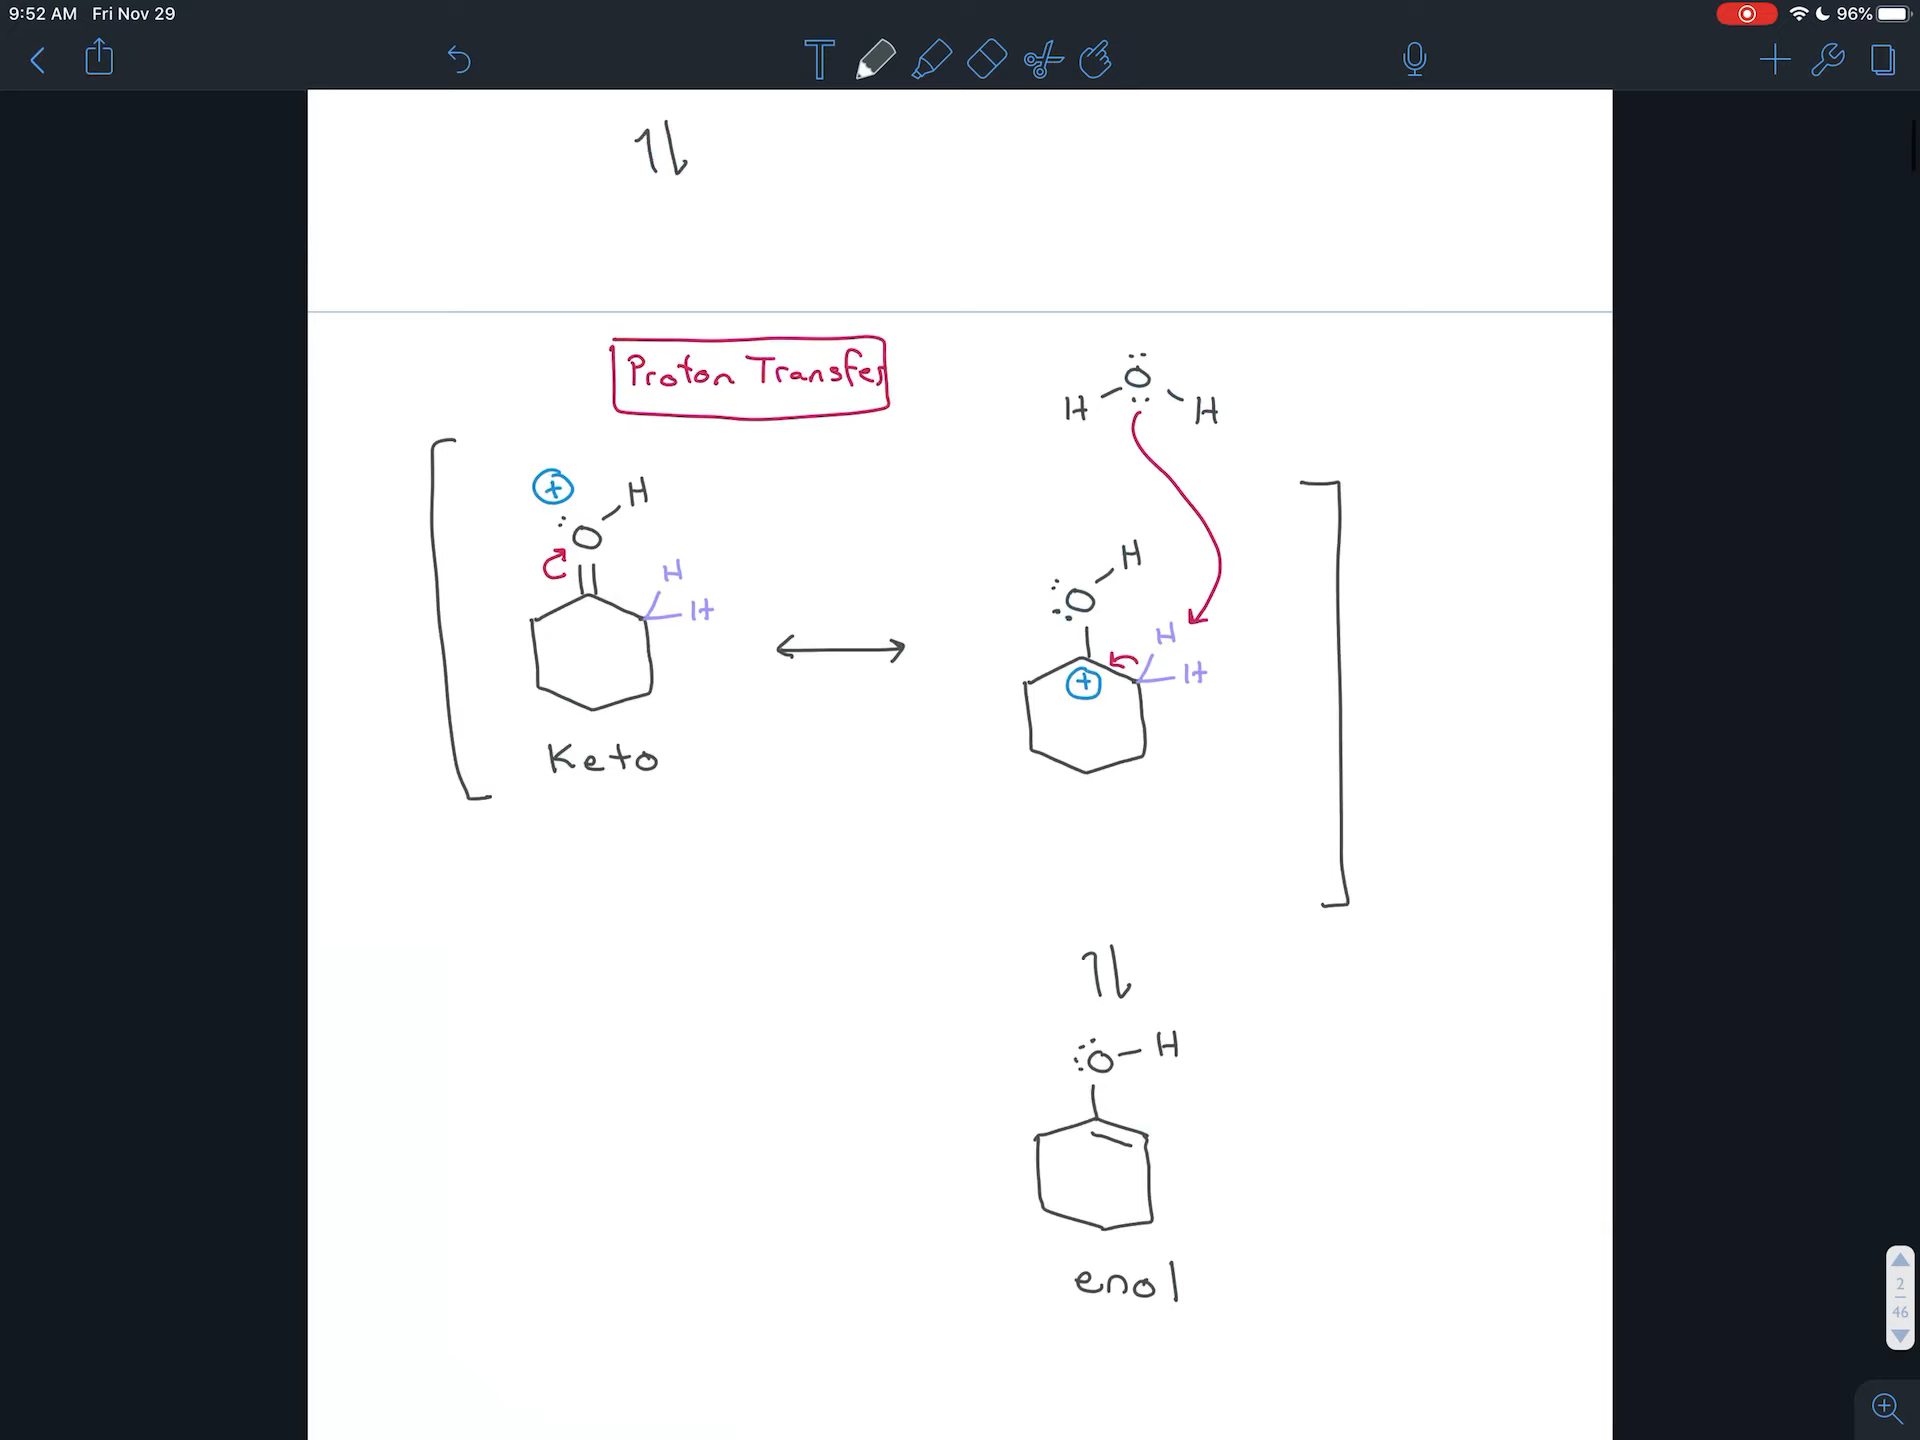 9:52 AM Fri Nov 29
96%
T
Proton Transfer
H O H
+
H
O
H
H
Keto
H
O
H
H
+
O H
enol
2
46